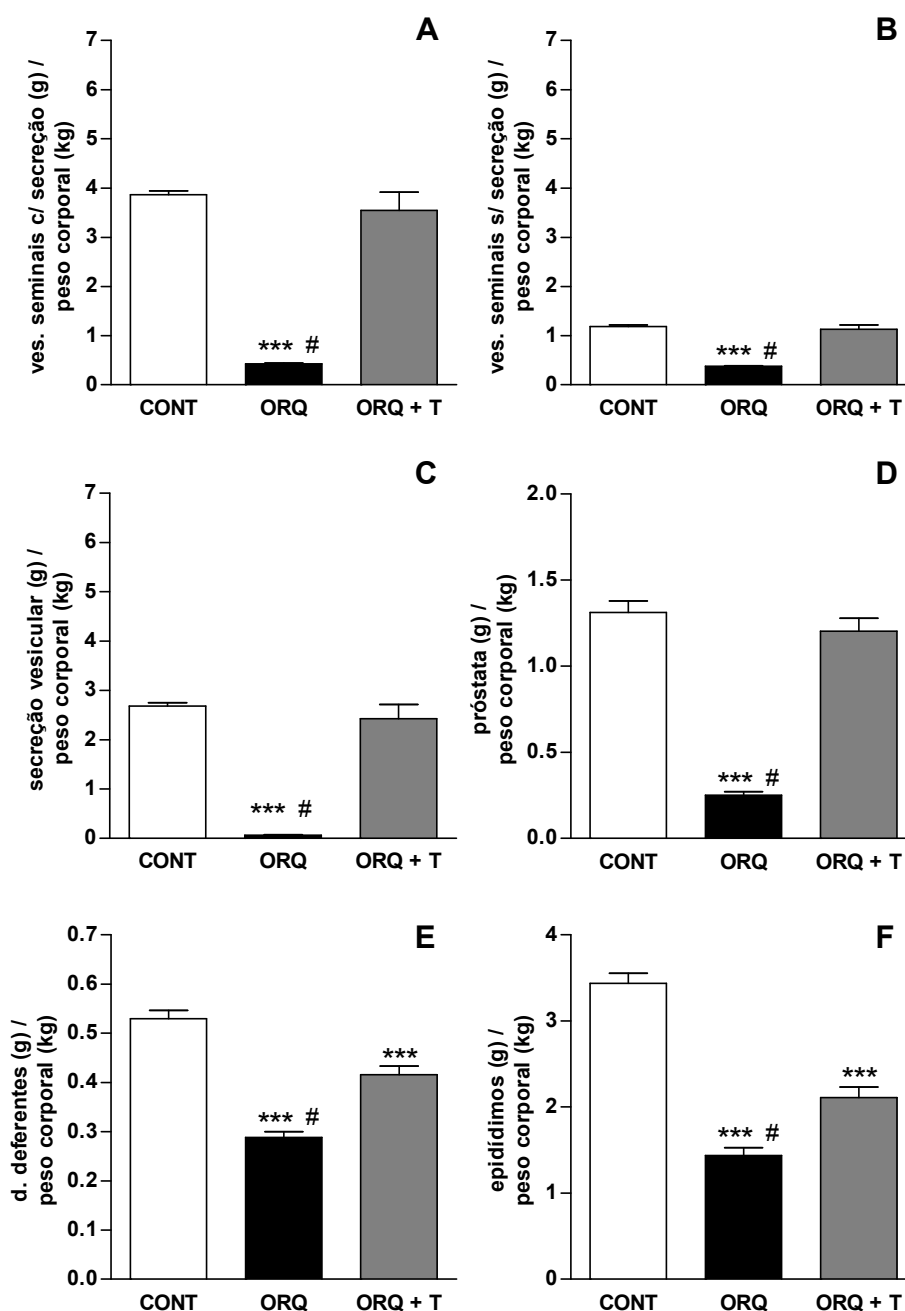 A
ves. seminais c/ secreção (g) /
peso corporal (kg)
7
6
5
4
3
2
1
0
*** #
CONT ORQ ORQ + T
B
ves. seminais s/ secreção (g) /
peso corporal (kg)
7
6
5
4
3
2
1
0
*** #
CONT ORQ ORQ + T
C
secreção vesicular (g) /
peso corporal (kg)
7
6
5
4
3
2
1
0
*** #
CONT ORQ ORQ + T
D
próstata (g) /
peso corporal (kg)
2.0
1.5
1.0
0.5
0.0
*** #
CONT ORQ ORQ + T
E
d. deferentes (g) /
peso corporal (kg)
0.7
0.6
0.5
0.4
0.3
0.2
0.1
0.0
*** #
***
CONT ORQ ORQ + T
F
epidídimos (g) /
peso corporal (kg)
4
3
2
1
0
*** #
***
CONT ORQ ORQ + T